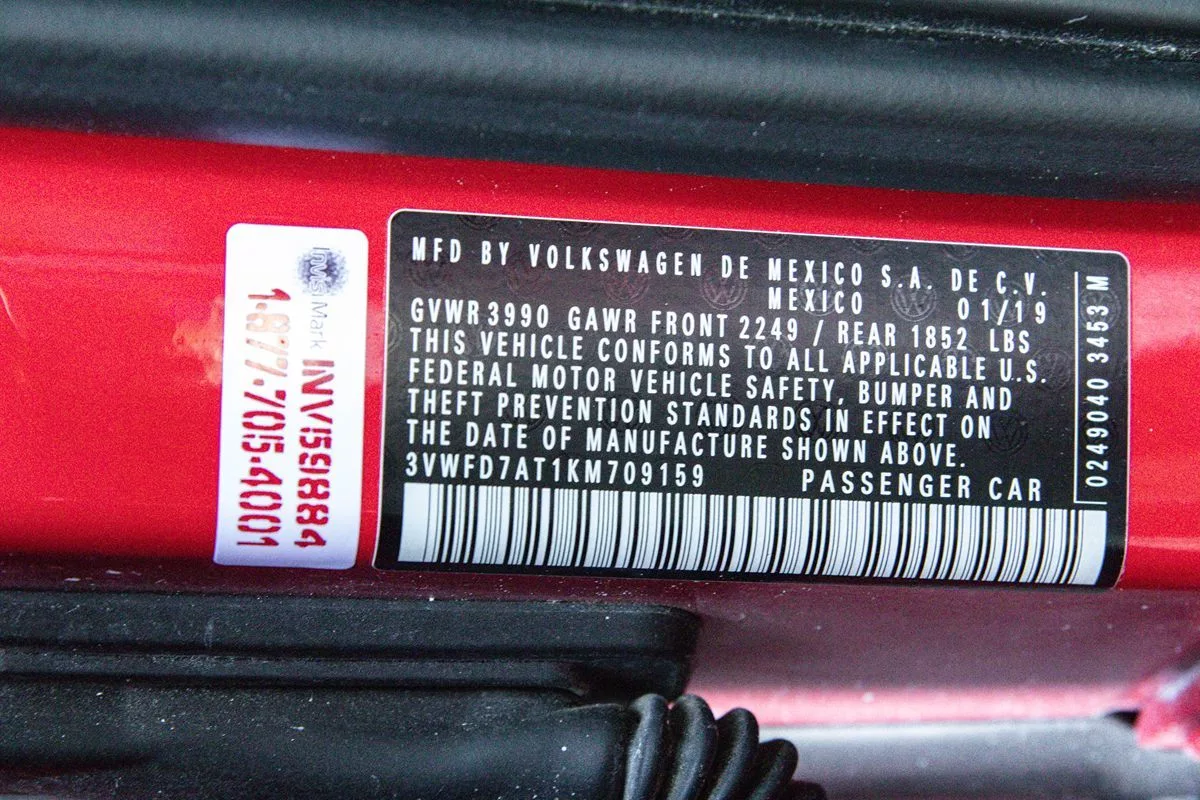 InVisiMark
INV59884
1·877·705·4001
MFD BY VOLKSWAGEN DE MEXICO S.A. DE C.V.
MEXICO 01/19
GVWR 3990 GAWR FRONT 2249 / REAR 1852 LBS
THIS VEHICLE CONFORMS TO ALL APPLICABLE U.S.
FEDERAL MOTOR VEHICLE SAFETY, BUMPER AND
THEFT PREVENTION STANDARDS IN EFFECT ON
THE DATE OF MANUFACTURE SHOWN ABOVE.
3VWFD7AT1KM709159 PASSENGER CAR
0249040 3453 M